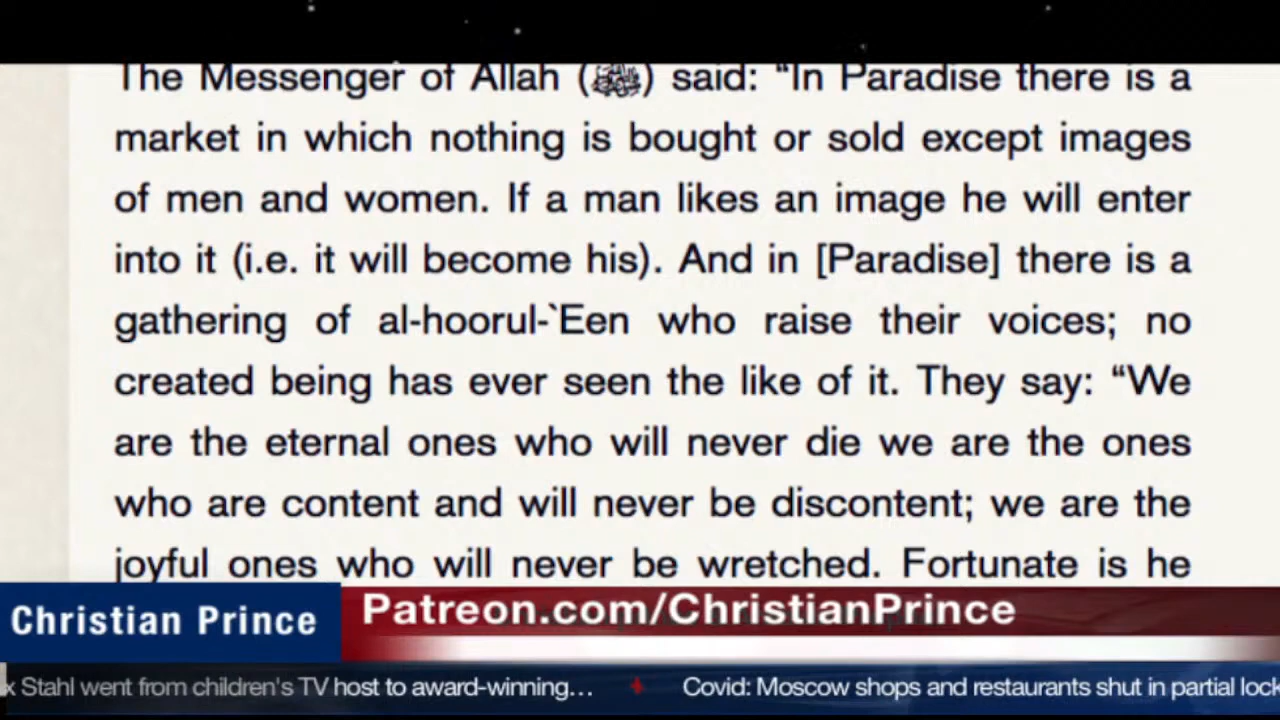 The Messenger of Allah (ﷺ) said: “In Paradise there is a
market in which nothing is bought or sold except images
of men and women. If a man likes an image he will enter
into it (i.e. it will become his). And in [Paradise] there is a
gathering of al-hoorul-`Een who raise their voices; no
created being has ever seen the like of it. They say: “We
are the eternal ones who will never die we are the ones
who are content and will never be discontent; we are the
joyful ones who will never be wretched. Fortunate is he
Christian Prince
Patreon.com/ChristianPrince
x Stahl went from children's TV host to award-winning... Covid: Moscow shops and restaurants shut in partial lock